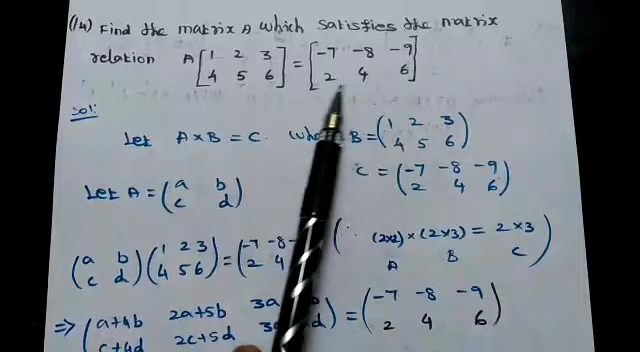 (14) Find the matrix A which satisfies the matrix
relation A [1 2 3; 4 5 6] = [-7 -8 -9; 2 4 6]
Sol:
Let A × B = C. B = (1 2 3; 4 5 6)
C = (-7 -8 -9; 2 4 6)
Let A = (a b; c d)
(a b; c d) (1 2 3; 4 5 6) = (-7 -8; 2 4 (∵ (2×2) × (2×3) = 2×3)
A B C
⇒ (a+4b 2a+5b 3a b; c+4d 2c+5d 3 d) = (-7 -8 -9; 2 4 6)